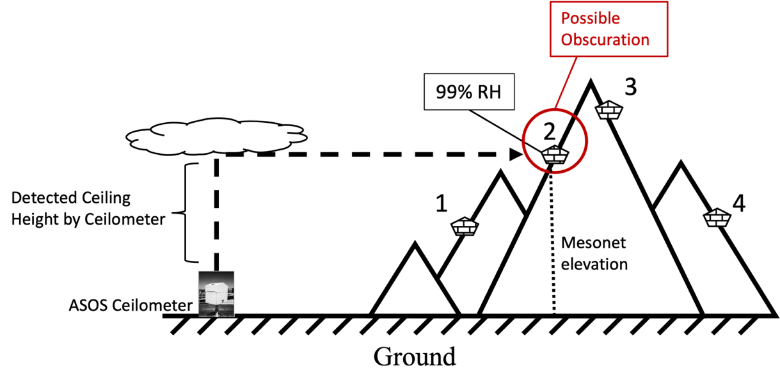 Possible
Obscuration
99% RH
3
2
Detected Ceiling
Height by Ceilometer
1
4
Mesonet
elevation
ASOS Ceilometer
Ground